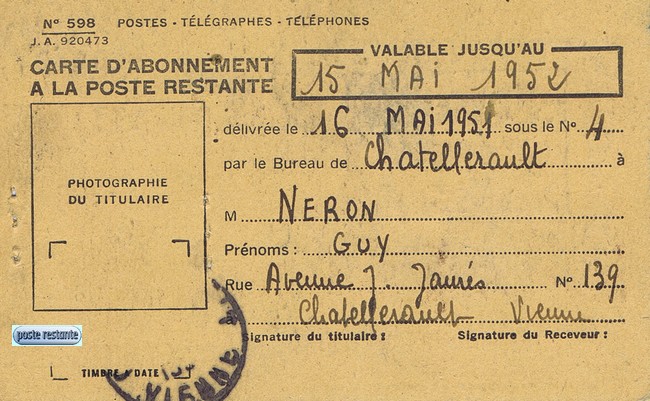 N° 598 POSTES - TÉLÉGRAPHES - TÉLÉPHONES
J. A. 920473
CARTE D'ABONNEMENT
A LA POSTE RESTANTE
VALABLE JUSQU'AU
15 MAI 1952
délivrée le 16 MAI 1951 sous le N° 4
par le Bureau de Chatellerault à
PHOTOGRAPHIE
DU TITULAIRE
M NERON
Prénoms : GUY
Rue Avenue J. Jaurés N° 139
Chatellerault Vienne
Signature du titulaire : Signature du Receveur :
poste restante
TIMBRE A DATE
VIENNE